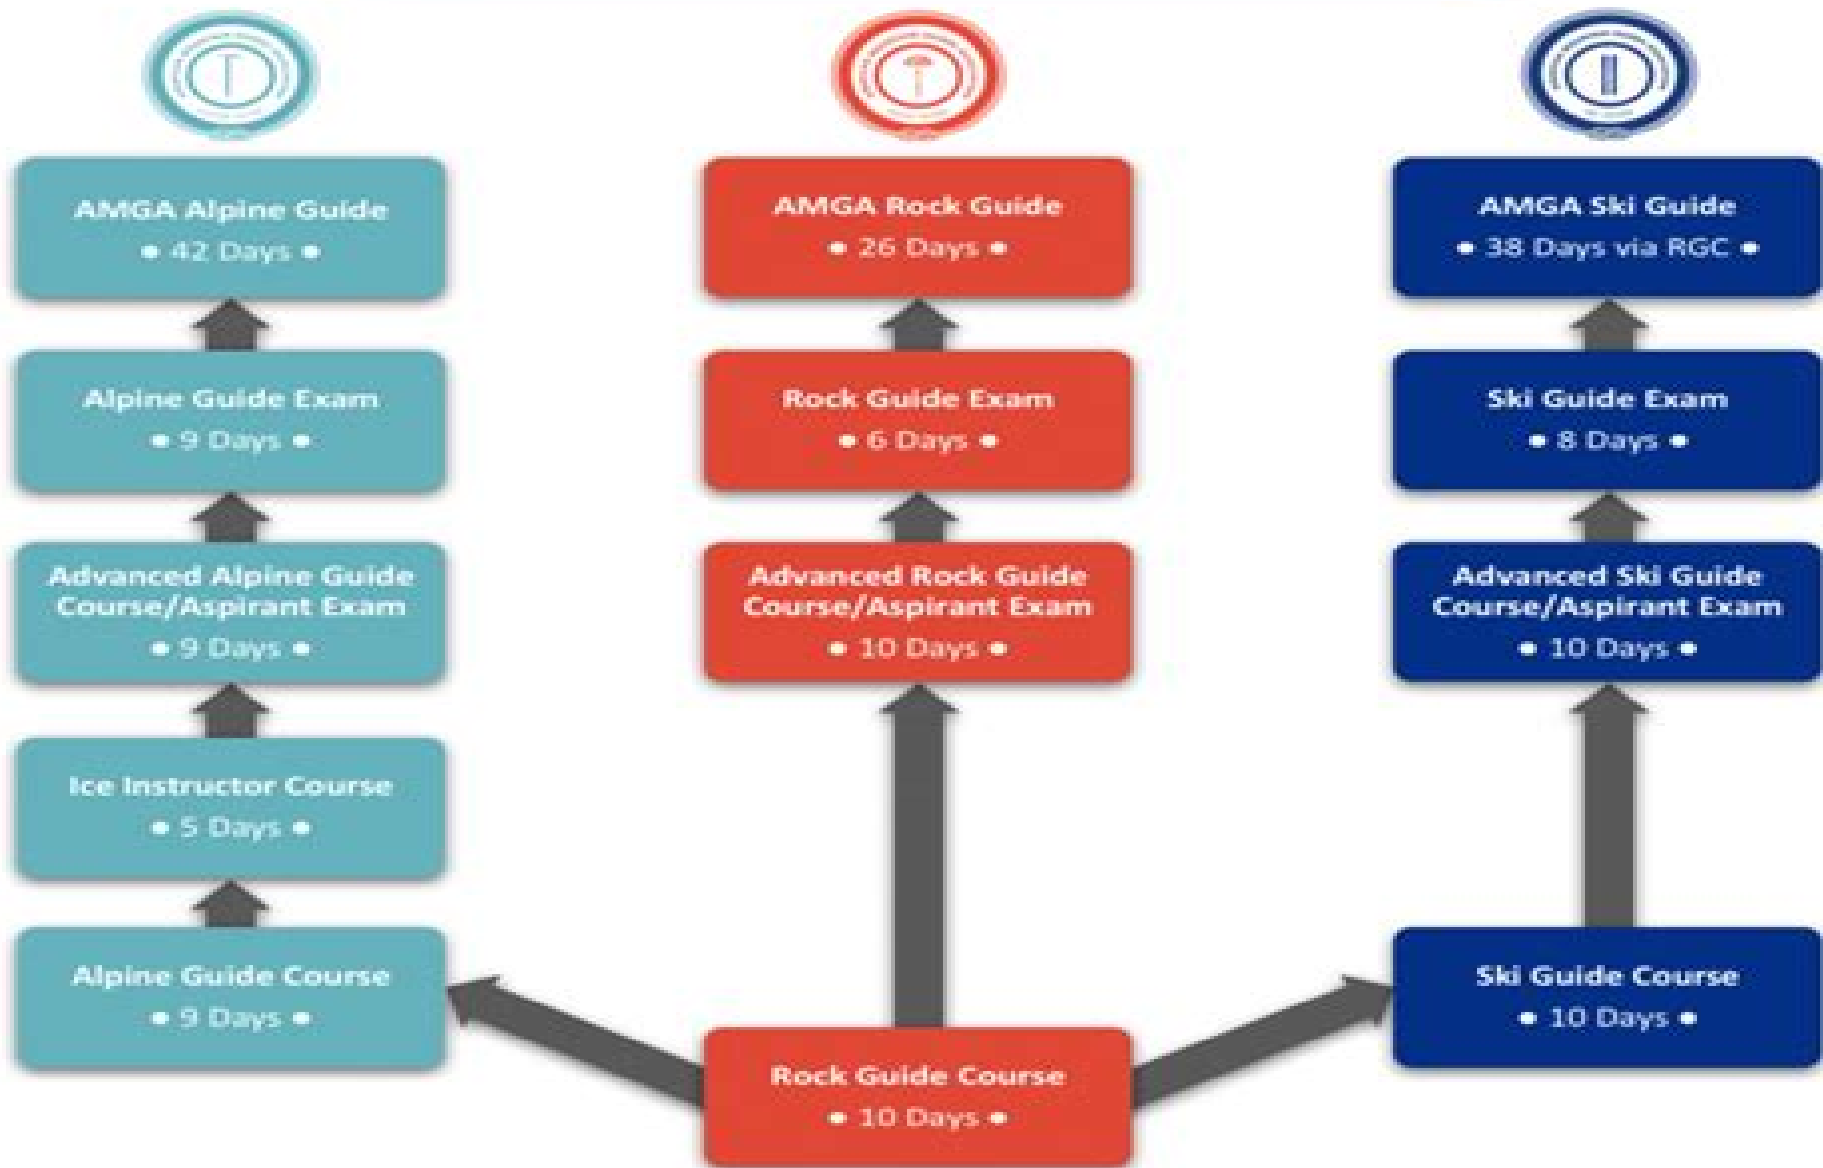 AMGA Alpine Guide
• 42 Days •
Alpine Guide Exam
• 9 Days •
Advanced Alpine Guide
Course/Aspirant Exam
• 9 Days •
Ice Instructor Course
• 5 Days •
Alpine Guide Course
• 9 Days •
AMGA Rock Guide
• 26 Days •
Rock Guide Exam
• 6 Days •
Advanced Rock Guide
Course/Aspirant Exam
• 10 Days •
Rock Guide Course
• 10 Days •
AMGA Ski Guide
• 38 Days via RGC •
Ski Guide Exam
• 8 Days •
Advanced Ski Guide
Course/Aspirant Exam
• 10 Days •
Ski Guide Course
• 10 Days •